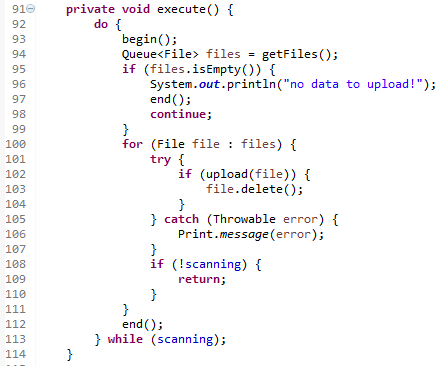 91 private void execute() {
92 do {
93 begin();
94 Queue<File> files = getFiles();
95 if (files.isEmpty()) {
96 System.out.println("no data to upload!");
97 end();
98 continue;
99 }
100 for (File file : files) {
101 try {
102 if (upload(file)) {
103 file.delete();
104 }
105 } catch (Throwable error) {
106 Print.message(error);
107 }
108 if (!scanning) {
109 return;
110 }
111 }
112 end();
113 } while (scanning);
114 }